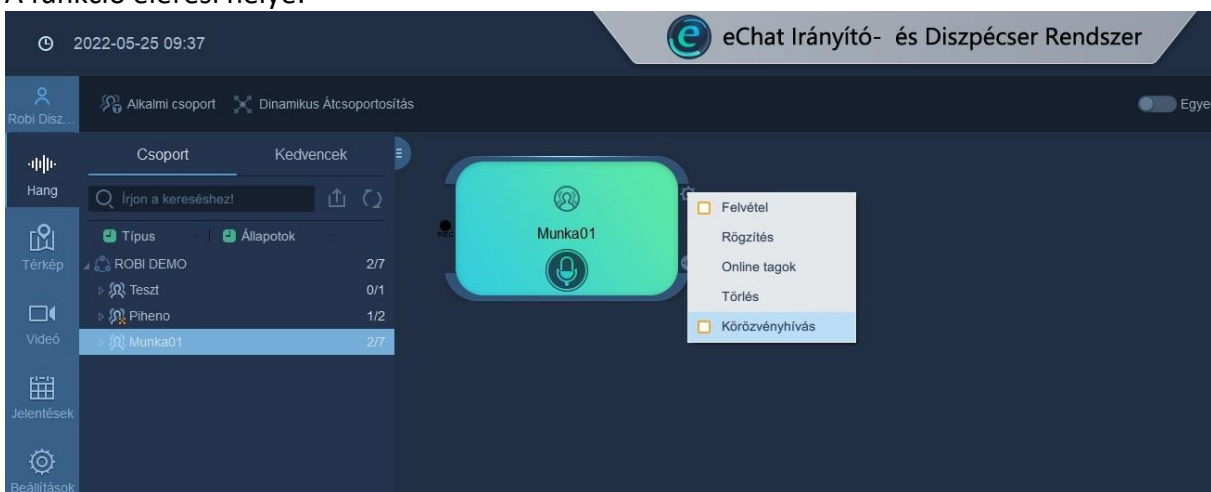 A funkció elérési helye:
2022-05-25 09:37
eChat Irányító- és Diszpécser Rendszer
Robi Disz...
Alkalmi csoport
Dinamikus Átcsoportosítás
Egye
Hang
Térkép
Videó
Jelentések
Beállítások
Csoport
Kedvencek
Írjon a kereséshez!
Típus
Állapotok
ROBI DEMO 2/7
Teszt 0/1
Piheno 1/2
Munka01 2/7
REC
Munka01
Felvétel
Rögzítés
Online tagok
Törlés
Körözvényhívás